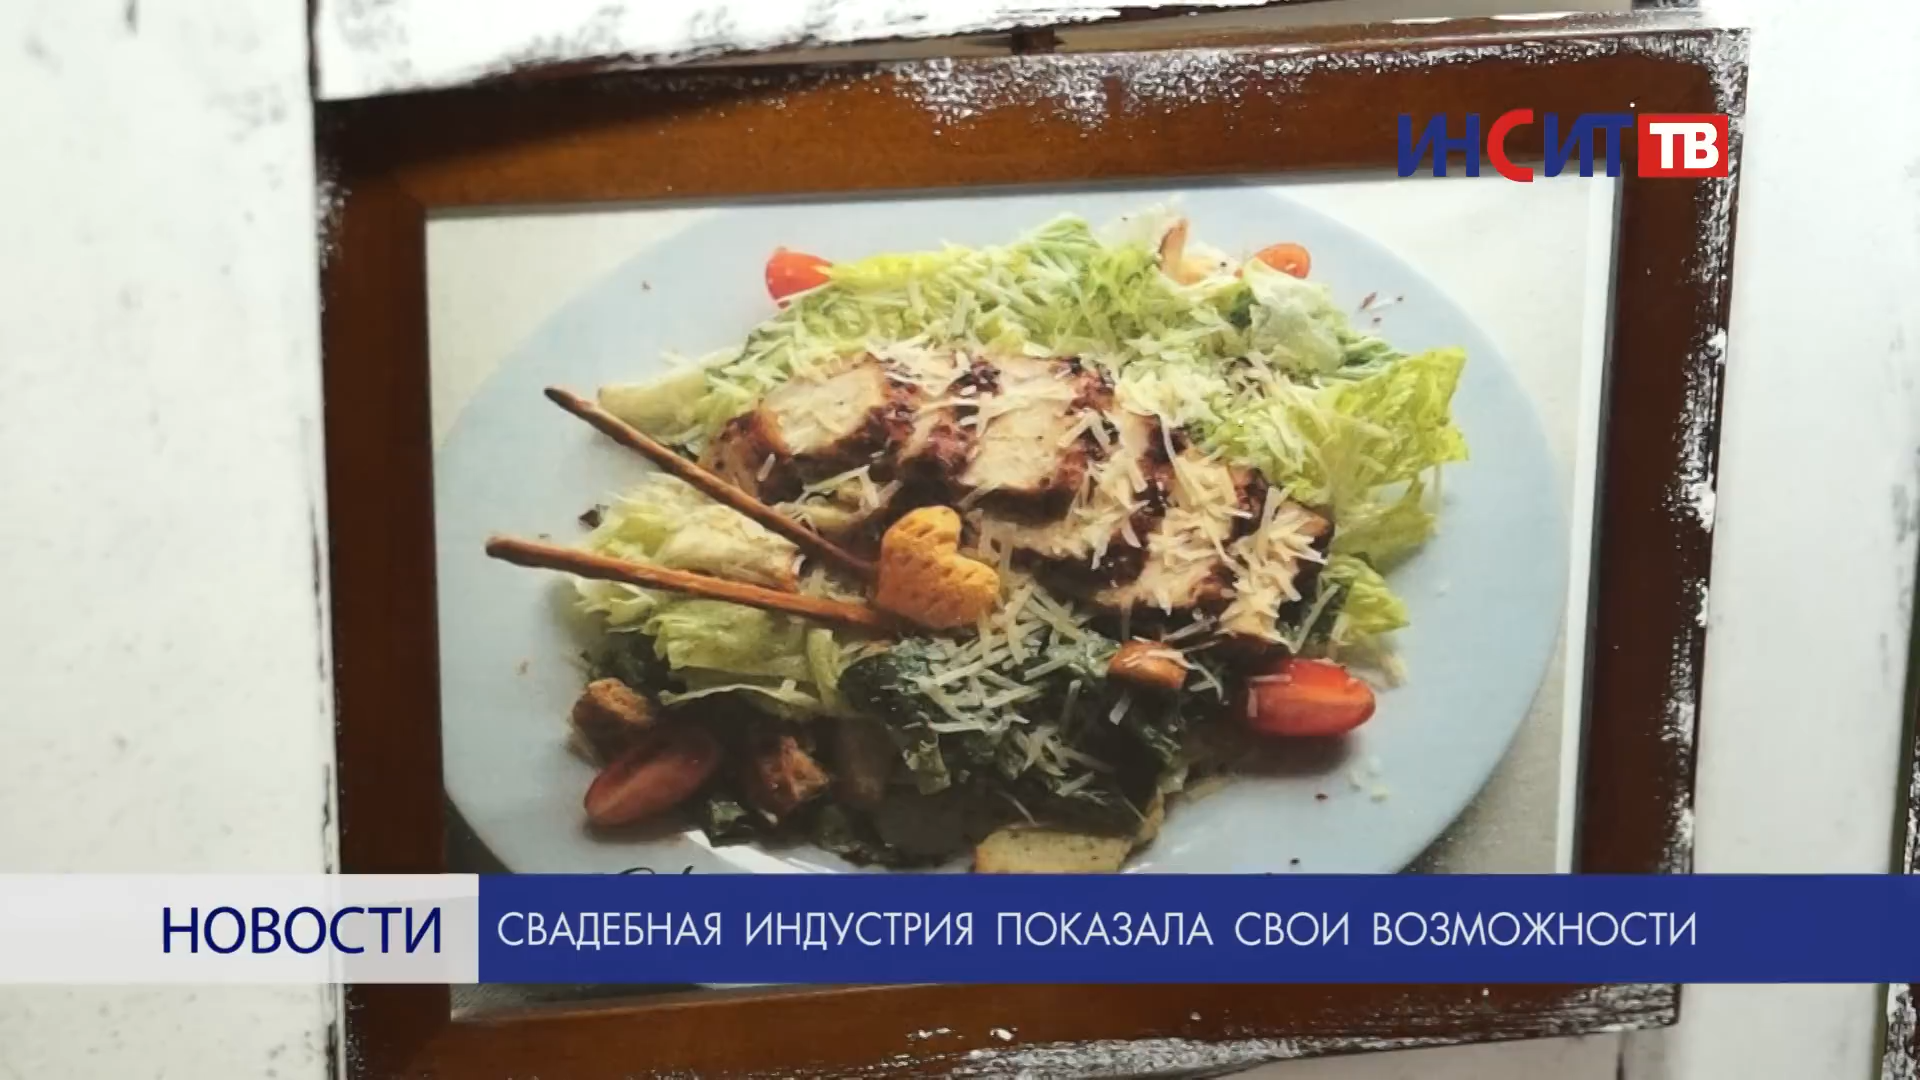 ИНСИТ ТВ
НОВОСТИ
СВАДЕБНАЯ ИНДУСТРИЯ ПОКАЗАЛА СВОИ ВОЗМОЖНОСТИ